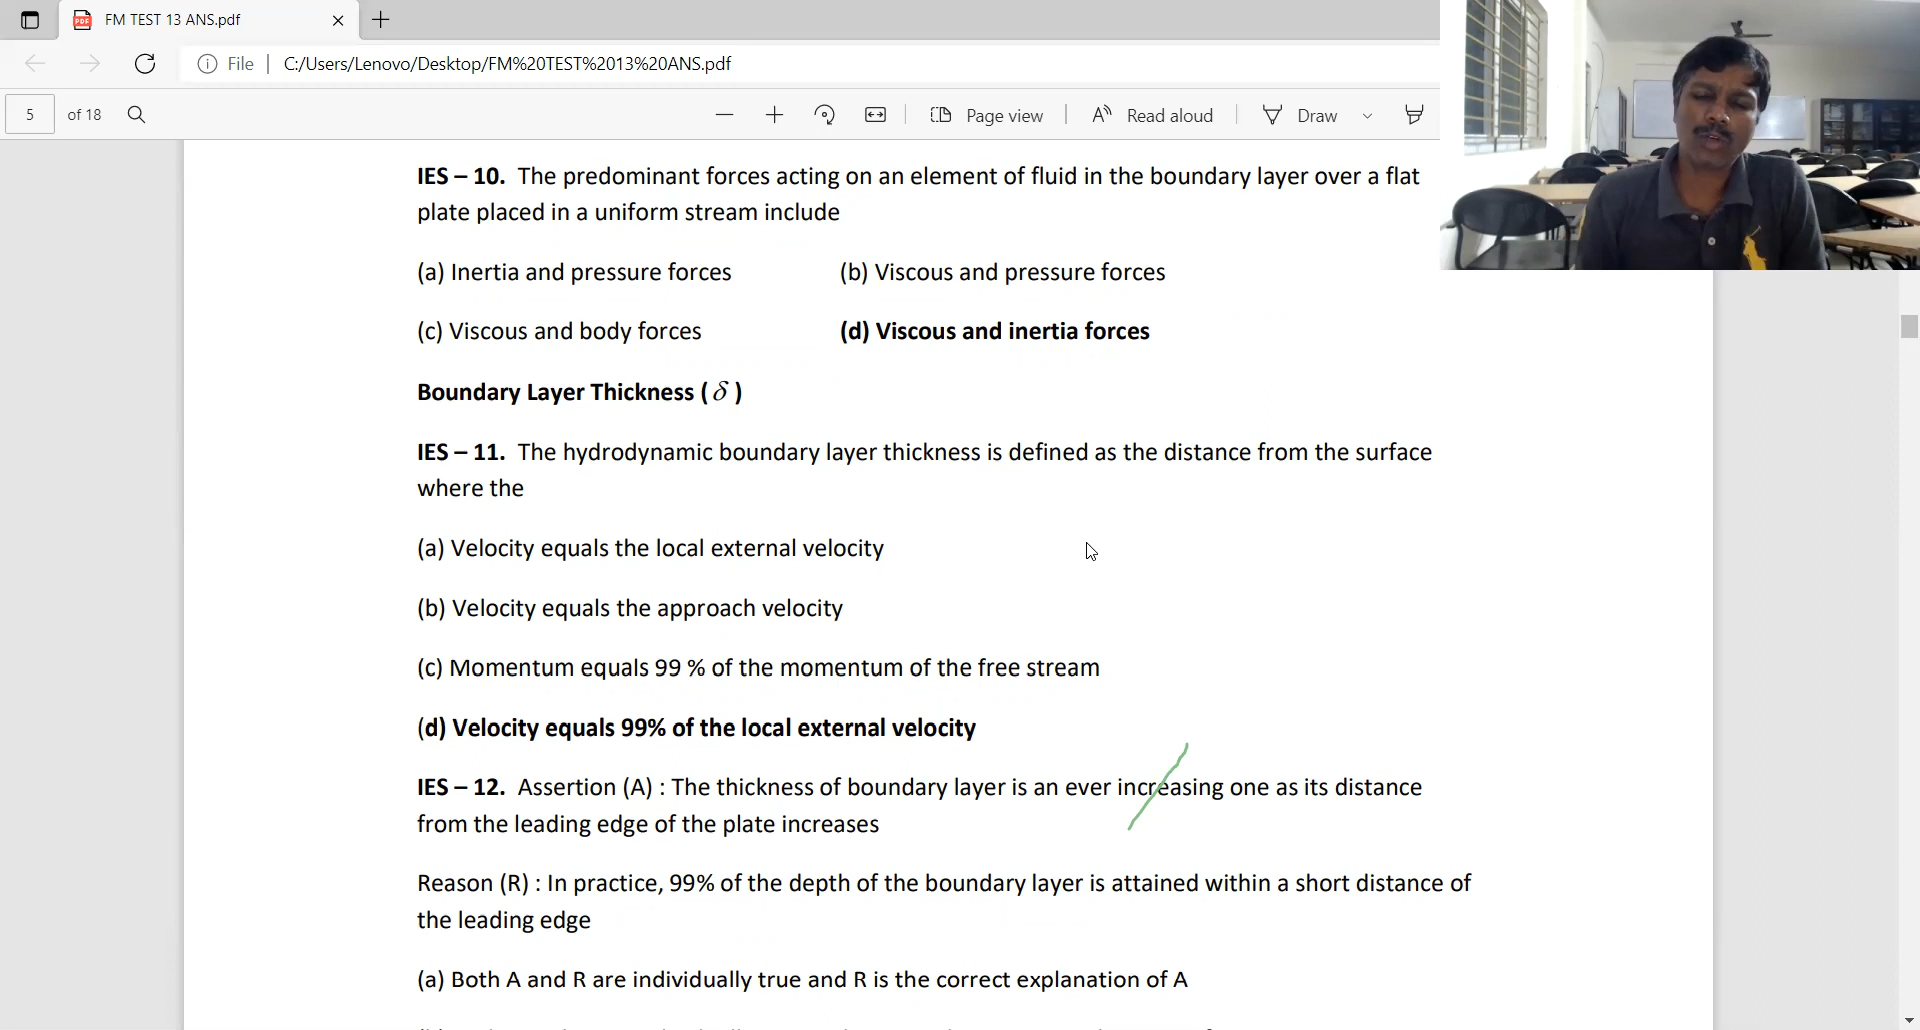 FM TEST 13 ANS.pdf
File C:/Users/Lenovo/Desktop/FM%20TEST%2013%20ANS.pdf
5 of 18 Page view Read aloud Draw
IES – 10. The predominant forces acting on an element of fluid in the boundary layer over a flat
plate placed in a uniform stream include
(a) Inertia and pressure forces (b) Viscous and pressure forces
(c) Viscous and body forces (d) Viscous and inertia forces
Boundary Layer Thickness ( δ )
IES – 11. The hydrodynamic boundary layer thickness is defined as the distance from the surface
where the
(a) Velocity equals the local external velocity
(b) Velocity equals the approach velocity
(c) Momentum equals 99 % of the momentum of the free stream
(d) Velocity equals 99% of the local external velocity
IES – 12. Assertion (A) : The thickness of boundary layer is an ever increasing one as its distance
from the leading edge of the plate increases
Reason (R) : In practice, 99% of the depth of the boundary layer is attained within a short distance of
the leading edge
(a) Both A and R are individually true and R is the correct explanation of A